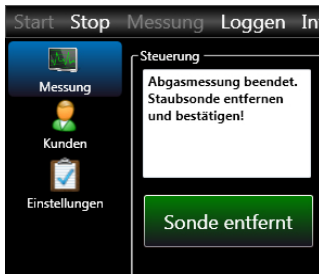 Start Stop Messung Loggen
Messung
Kunden
Einstellungen
Steuerung
Abgasmessung beendet.
Staubsonde entfernen
und bestätigen!
Sonde entfernt